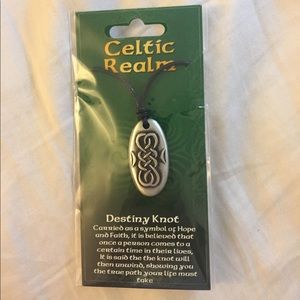 Celtic
Realm
Destiny Knot
Carried as a symbol of Hope
and Faith, it is believed that
once a person comes to a
certain time in their lives,
It is said the the knot will
then unwind, showing you
the true path your life must
take